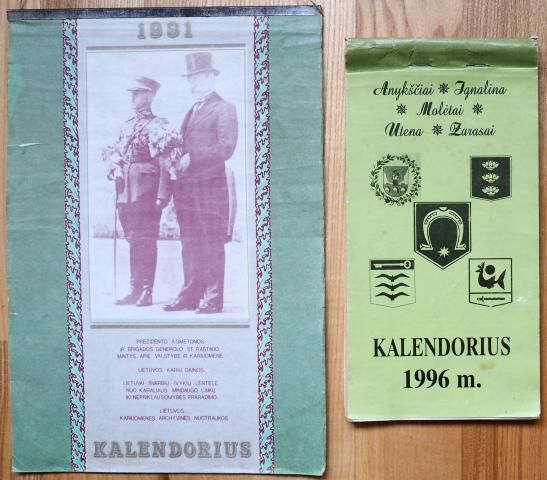 1991
PREZIDENTO A.SMETONOS
IR BRIGADOS GENEROLO ST. RAŠTIKIO
MINTYS APIE VALSTYBĘ IR KARIUOMENĘ.
LIETUVOS KARIŲ DAINOS.
LIETUVAI SVARBIŲ ĮVYKIŲ LENTELĖ
NUO KARALIAUS MINDAUGO LAIKŲ
IKI NEPRIKLAUSOMYBĖS PRARADIMO.
LIETUVOS
KARIUOMENĖS ARCHYVINĖS NUOTRAUKOS
KALENDORIUS
Anykščiai ✳ Ignalina
✳ Molėtai ✳
Utena ✳ Zarasai
KALENDORIUS
1996 m.